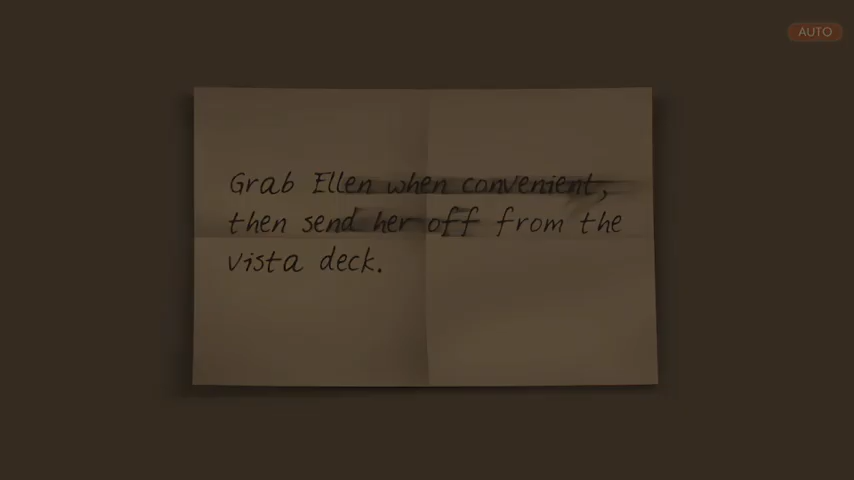 AUTO
Grab Ellen when convenient,
then send her off from the
vista deck.